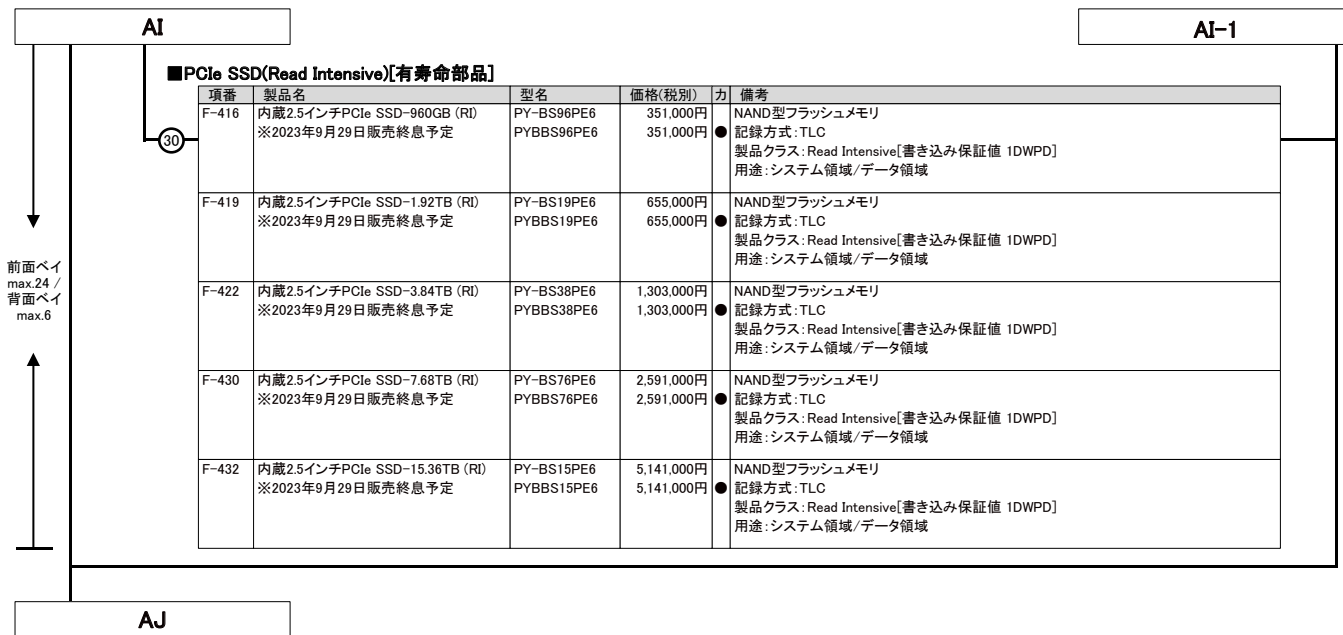 AI
AI-1
■PCIe SSD(Read Intensive)[有寿命部品]
項番 製品名 型名 価格(税別) カ 備考
F-416 内蔵2.5インチPCIe SSD-960GB (RI) PY-BS96PE6 351,000円 NAND型フラッシュメモリ
※2023年9月29日販売終息予定 PYBBS96PE6 351,000円 ● 記録方式:TLC
30
製品クラス:Read Intensive[書き込み保証値 1DWPD]
用途:システム領域/データ領域
F-419 内蔵2.5インチPCIe SSD-1.92TB (RI) PY-BS19PE6 655,000円 NAND型フラッシュメモリ
※2023年9月29日販売終息予定 PYBBS19PE6 655,000円 ● 記録方式:TLC
製品クラス:Read Intensive[書き込み保証値 1DWPD]
用途:システム領域/データ領域
前面ベイ
max.24 /
背面ベイ
max.6
F-422 内蔵2.5インチPCIe SSD-3.84TB (RI) PY-BS38PE6 1,303,000円 NAND型フラッシュメモリ
※2023年9月29日販売終息予定 PYBBS38PE6 1,303,000円 ● 記録方式:TLC
製品クラス:Read Intensive[書き込み保証値 1DWPD]
用途:システム領域/データ領域
F-430 内蔵2.5インチPCIe SSD-7.68TB (RI) PY-BS76PE6 2,591,000円 NAND型フラッシュメモリ
※2023年9月29日販売終息予定 PYBBS76PE6 2,591,000円 ● 記録方式:TLC
製品クラス:Read Intensive[書き込み保証値 1DWPD]
用途:システム領域/データ領域
F-432 内蔵2.5インチPCIe SSD-15.36TB (RI) PY-BS15PE6 5,141,000円 NAND型フラッシュメモリ
※2023年9月29日販売終息予定 PYBBS15PE6 5,141,000円 ● 記録方式:TLC
製品クラス:Read Intensive[書き込み保証値 1DWPD]
用途:システム領域/データ領域
AJ